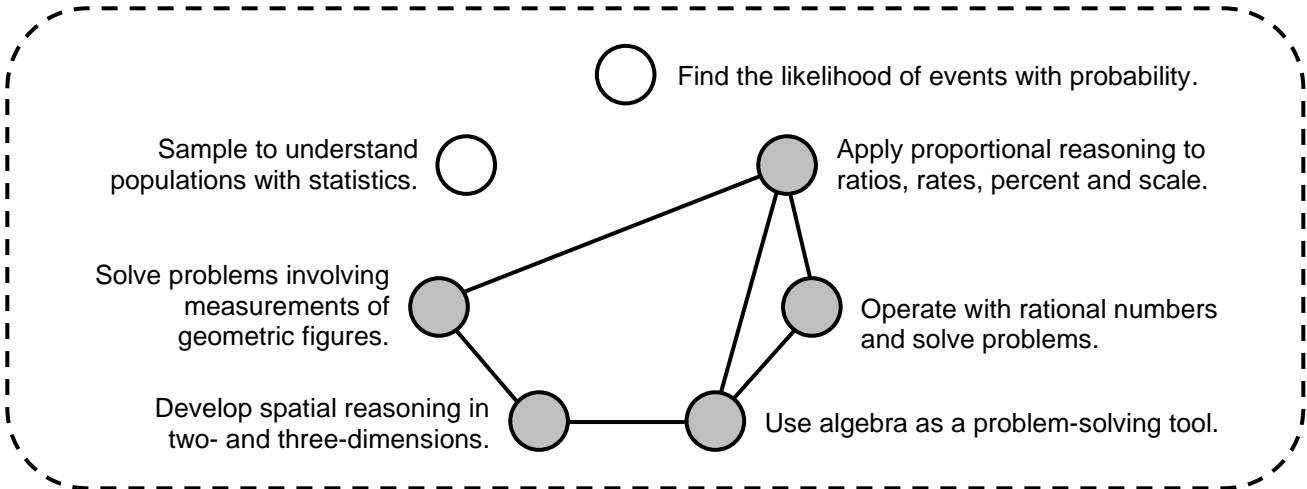 Find the likelihood of events with probability.
Sample to understand
populations with statistics.
Apply proportional reasoning to
ratios, rates, percent and scale.
Solve problems involving
measurements of
geometric figures.
Operate with rational numbers
and solve problems.
Develop spatial reasoning in
two- and three-dimensions.
Use algebra as a problem-solving tool.